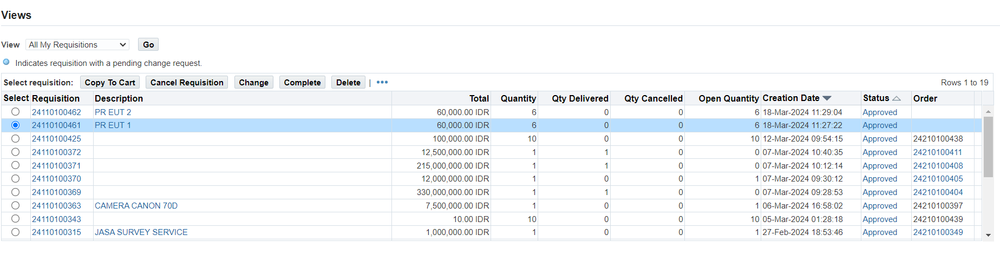 Views
View All My Requisitions Go
Indicates requisition with a pending change request.
Select requisition: Copy To Cart Cancel Requisition Change Complete Delete | ••• Rows 1 to 19
Select Requisition Description Total Quantity Qty Delivered Qty Cancelled Open Quantity Creation Date Status Order
24110100462 PR EUT 2 60,000.00 IDR 6 0 0 6 18-Mar-2024 11:29:04 Approved
24110100461 PR EUT 1 60,000.00 IDR 6 0 0 6 18-Mar-2024 11:27:22 Approved
24110100425 100,000.00 IDR 10 0 0 10 12-Mar-2024 09:54:15 Approved 24210100438
24110100372 12,500,000.00 IDR 1 1 0 0 07-Mar-2024 10:40:35 Approved 24210100411
24110100371 215,000,000.00 IDR 1 1 0 0 07-Mar-2024 10:12:14 Approved 24210100408
24110100370 12,000,000.00 IDR 1 0 0 1 07-Mar-2024 09:30:12 Approved 24210100405
24110100369 330,000,000.00 IDR 1 1 0 0 07-Mar-2024 09:28:53 Approved 24210100404
24110100363 CAMERA CANON 70D 7,500,000.00 IDR 1 0 0 1 06-Mar-2024 16:58:02 Approved 24210100397
24110100343 10.00 IDR 10 0 0 10 05-Mar-2024 01:28:18 Approved 24210100439
24110100315 JASA SURVEY SERVICE 1,000,000.00 IDR 1 0 0 1 27-Feb-2024 18:53:46 Approved 24210100349